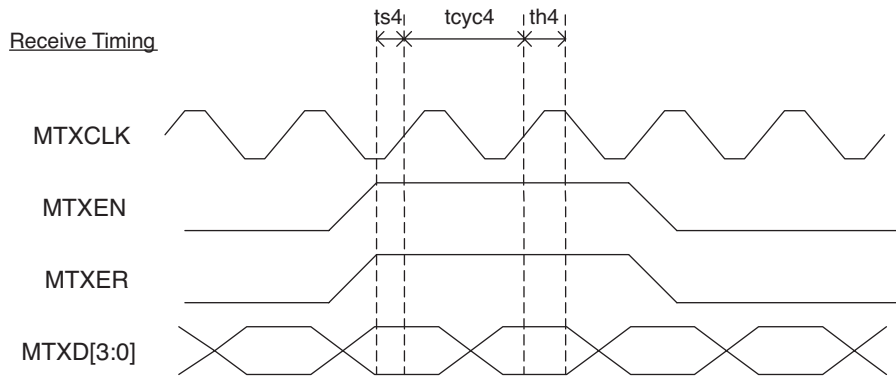 ts4 tcyc4 th4
Receive Timing
MTXCLK
MTXEN
MTXER
MTXD[3:0]